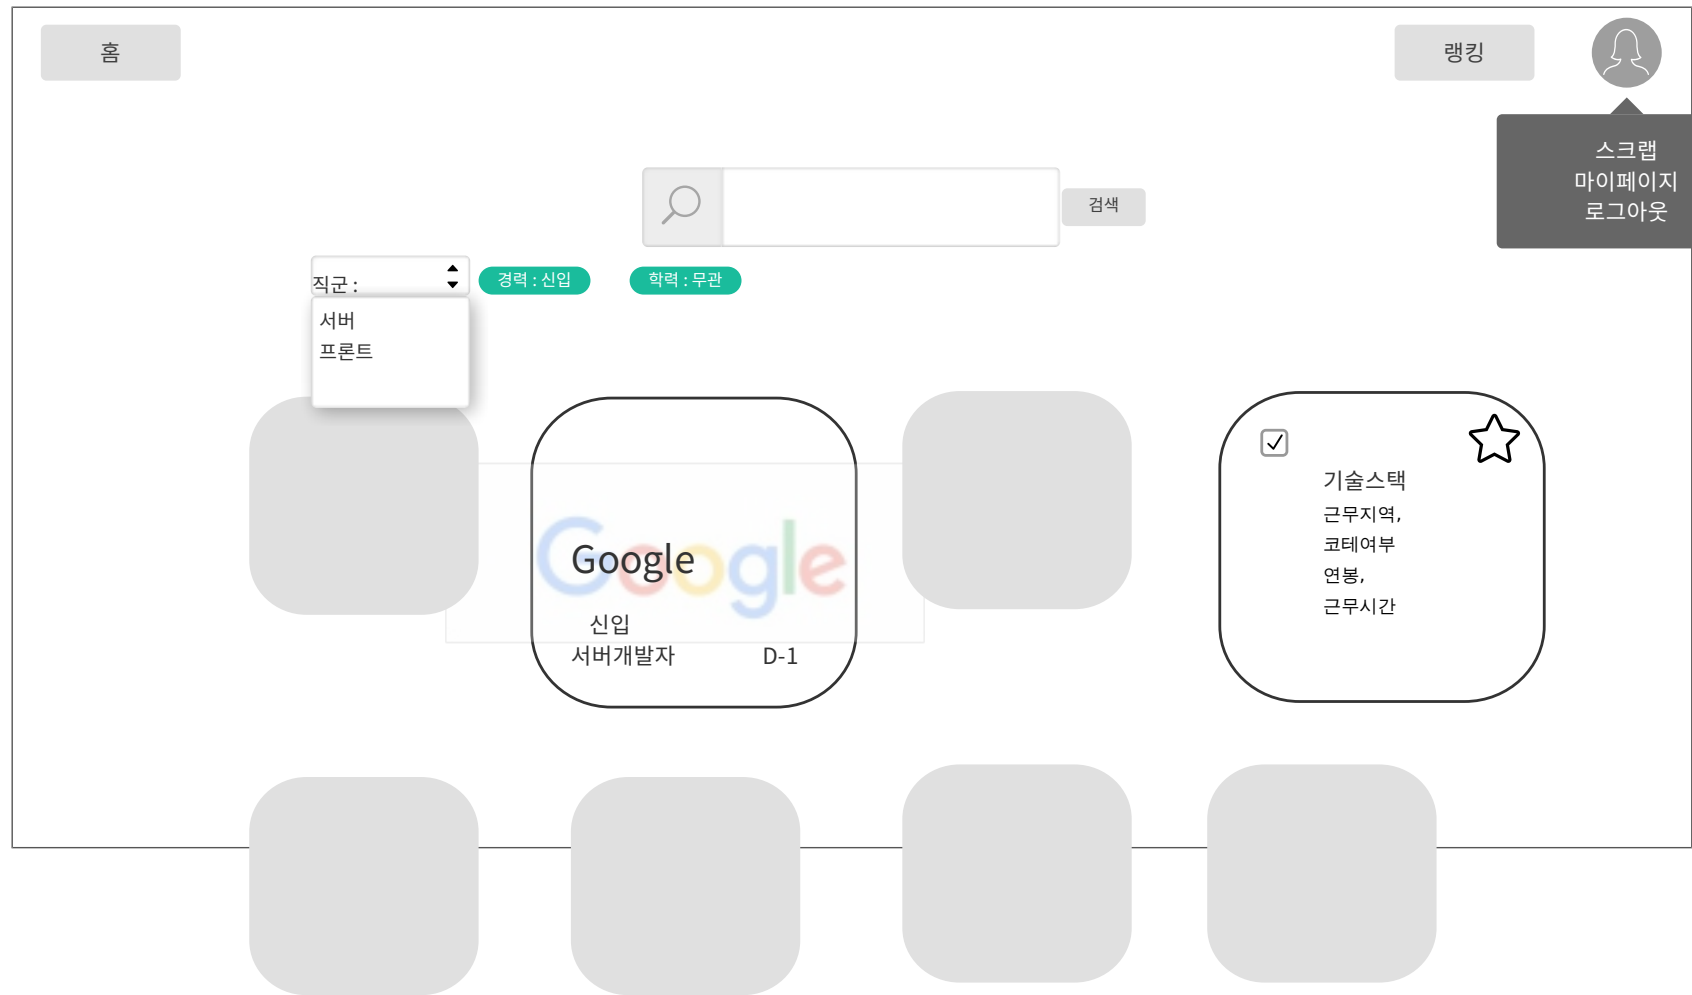 홈
랭킹
스크랩
마이페이지
로그아웃
검색
직군 :
경력 : 신입
학력 : 무관
서버
프론트
Google
Google
신입
서버개발자
D-1
기술스택
근무지역,
코테여부
연봉,
근무시간